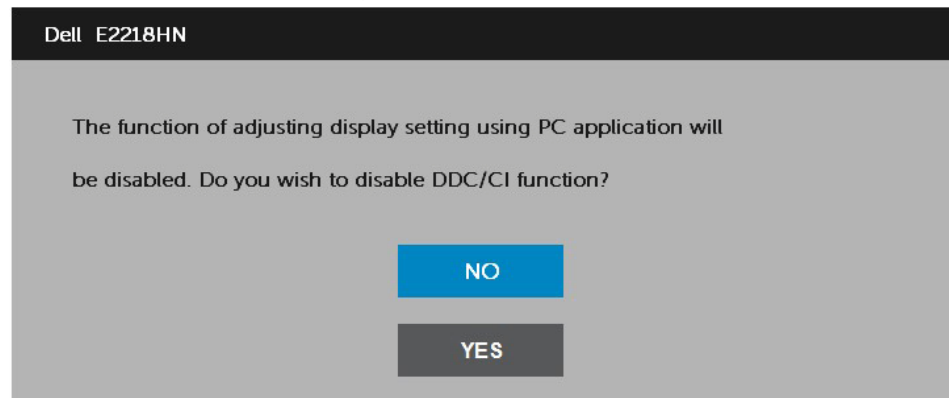 Dell E2218HN
The function of adjusting display setting using PC application will
be disabled. Do you wish to disable DDC/CI function?
NO
YES